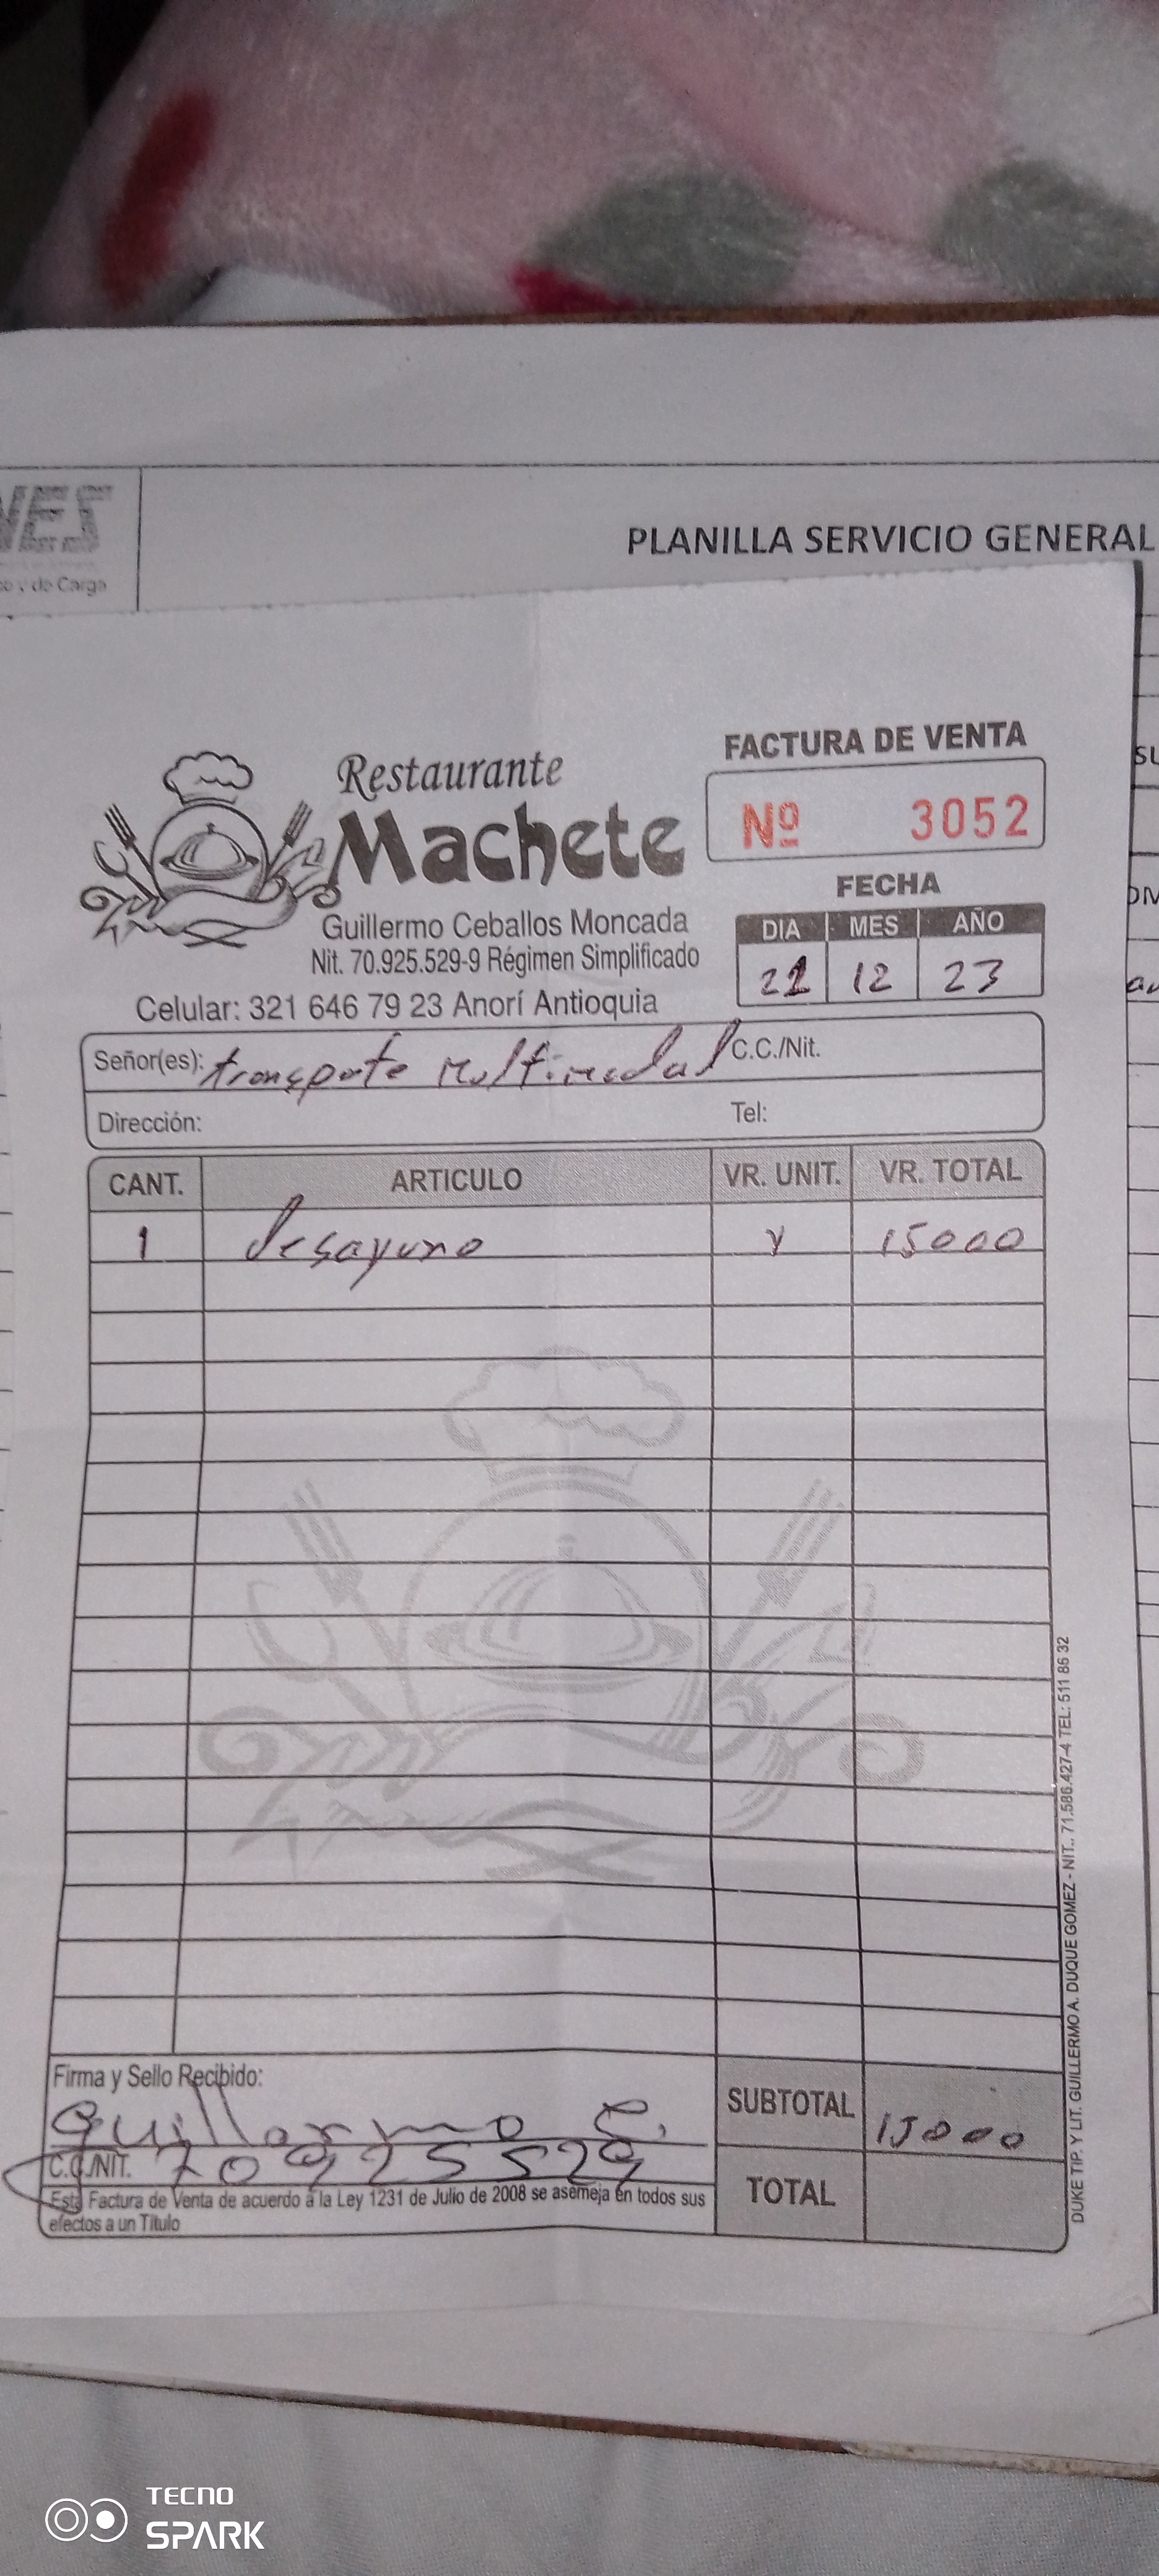 NES
so y de Carga
PLANILLA SERVICIO GENERAL
Restaurante
Machete
Guillermo Ceballos Moncada
Nit. 70.925.529-9 Régimen Simplificado
Celular: 321 646 79 23 Anorí Antioquia
FACTURA DE VENTA
Nº 3052
FECHA
DIA MES AÑO
21 12 23
Señor(es): transporte Multimodal C.C./Nit.
Dirección: Tel:
CANT. ARTICULO VR. UNIT. VR. TOTAL
1 desayuno 15000
Firma y Sello Recibido:
Guillermo C.
C.C./NIT. 70925529
Esta Factura de Venta de acuerdo a la Ley 1231 de Julio de 2008 se asemeja en todos sus
efectos a un Título
SUBTOTAL 15000
TOTAL
DUKE TIP. Y LIT. GUILLERMO A. DUQUE GOMEZ - NIT.. 71.586.427-4 TEL: 511 86 32
TECNO
SPARK